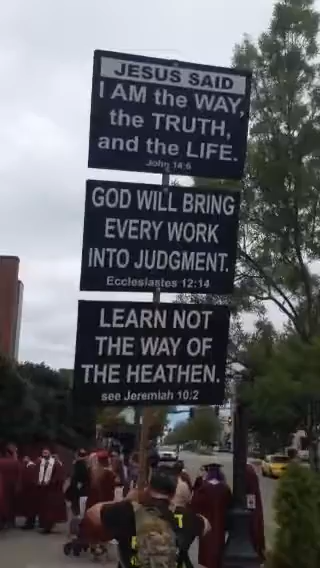 JESUS SAID
I AM the WAY,
the TRUTH,
and the LIFE.
John 14:6
GOD WILL BRING
EVERY WORK
INTO JUDGMENT.
Ecclesiastes 12:14
LEARN NOT
THE WAY OF
THE HEATHEN.
see Jeremiah 10:2